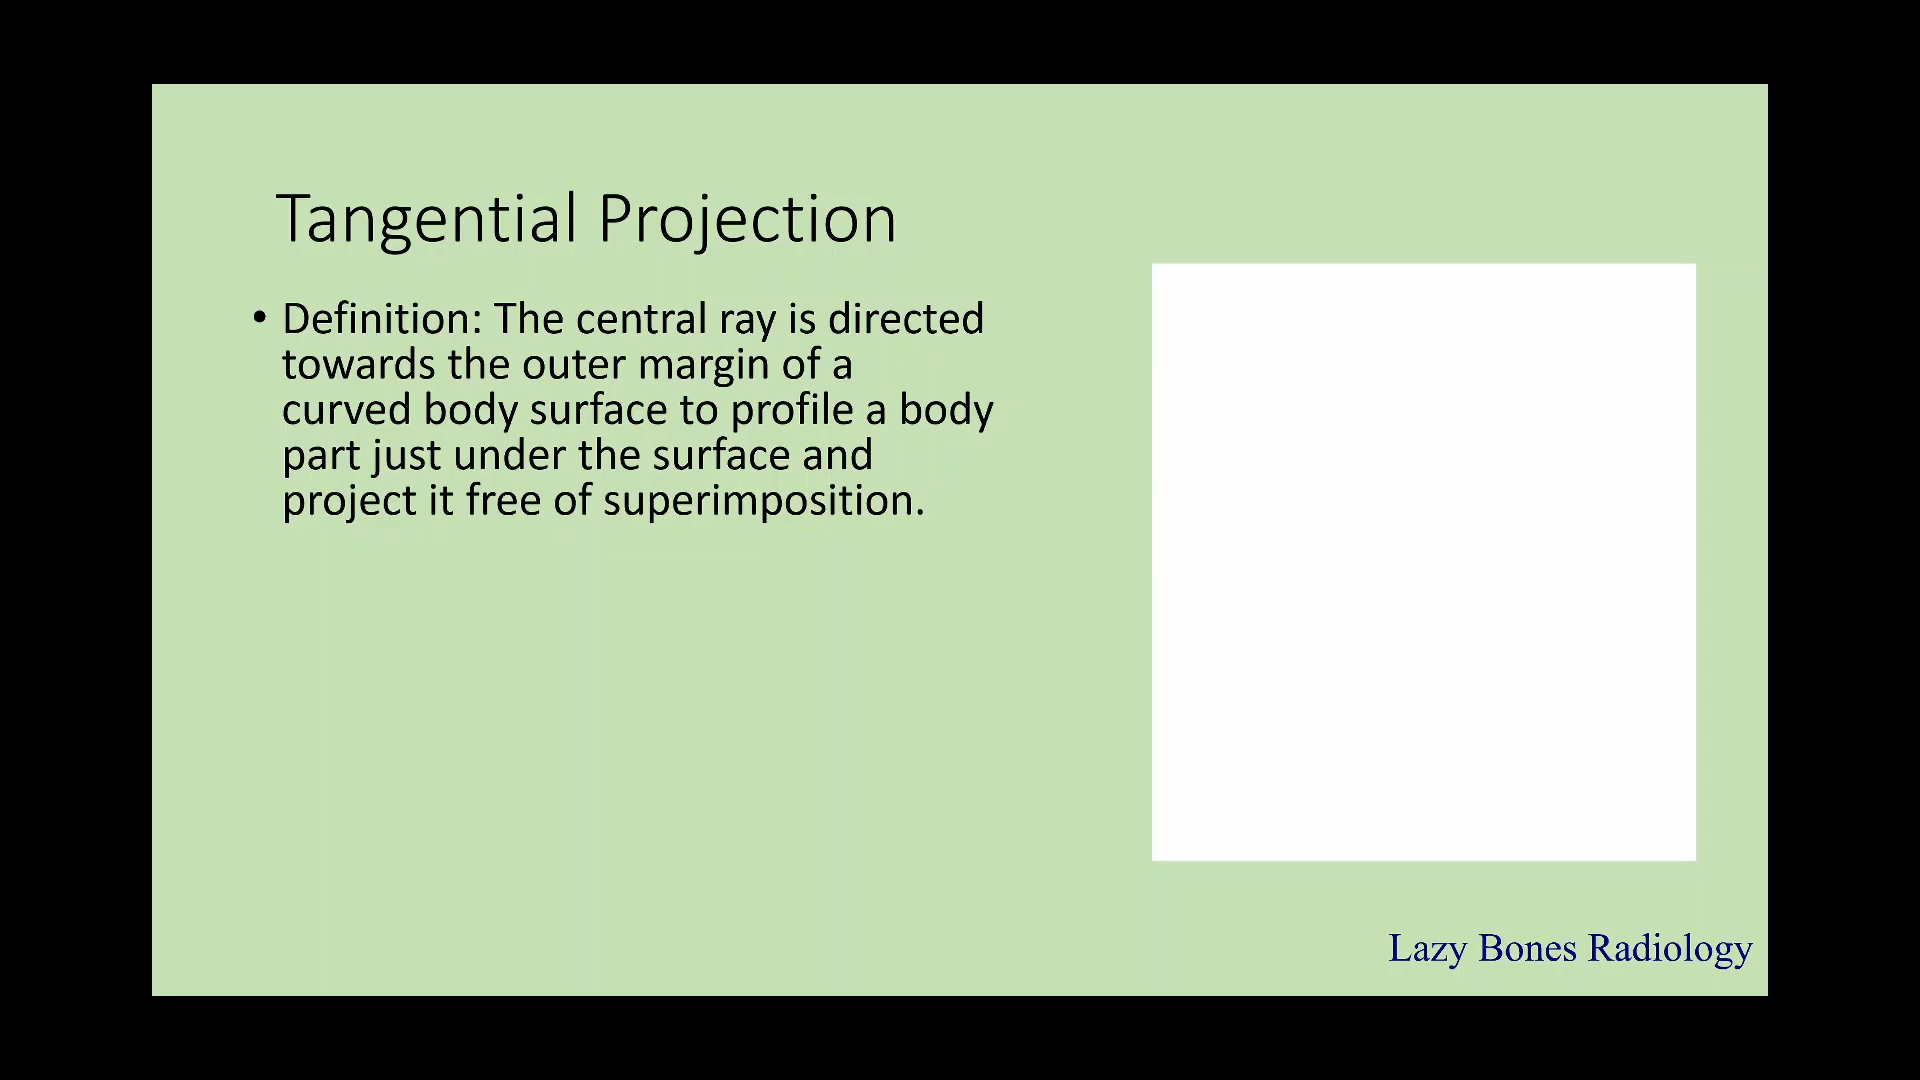 Tangential Projection
• Definition: The central ray is directed
towards the outer margin of a
curved body surface to profile a body
part just under the surface and
project it free of superimposition.
Lazy Bones Radiology